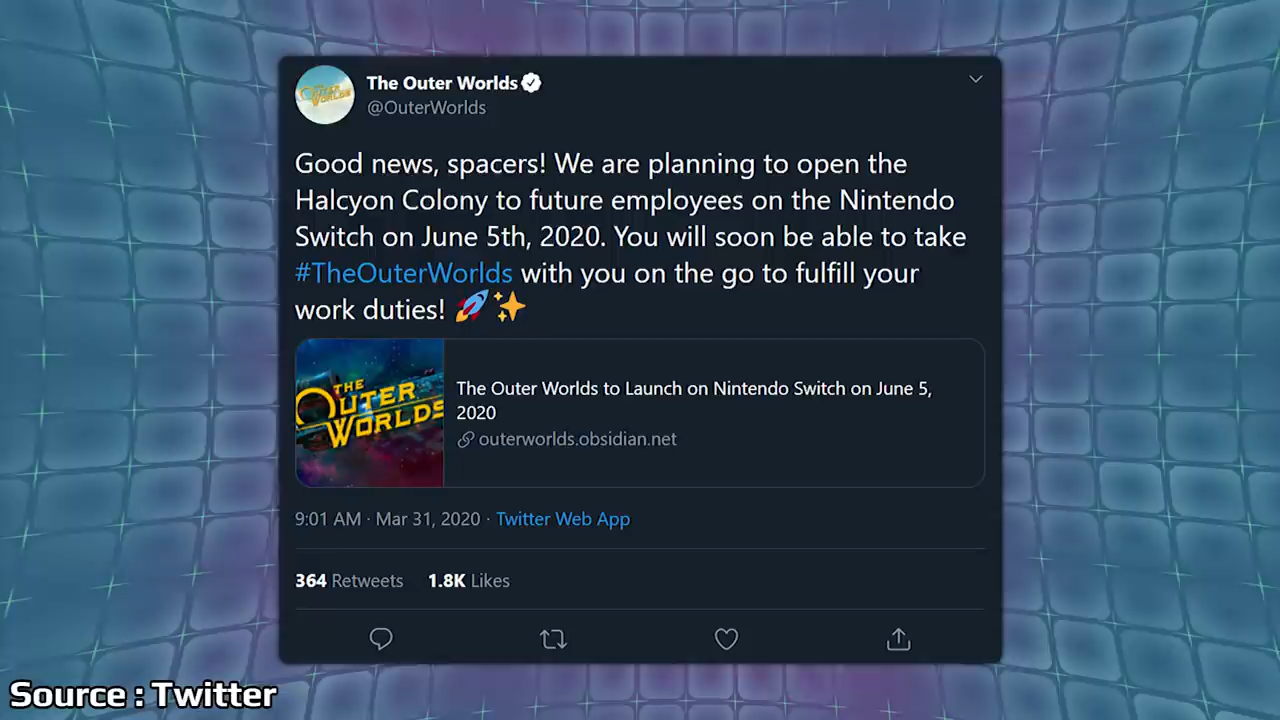 The Outer Worlds
@OuterWorlds
Good news, spacers! We are planning to open the
Halcyon Colony to future employees on the Nintendo
Switch on June 5th, 2020. You will soon be able to take
#TheOuterWorlds with you on the go to fulfill your
work duties! 🚀✨
THE
OUTER
WORLDS
The Outer Worlds to Launch on Nintendo Switch on June 5,
2020
outerworlds.obsidian.net
9:01 AM · Mar 31, 2020 · Twitter Web App
364 Retweets 1.8K Likes
Source : Twitter